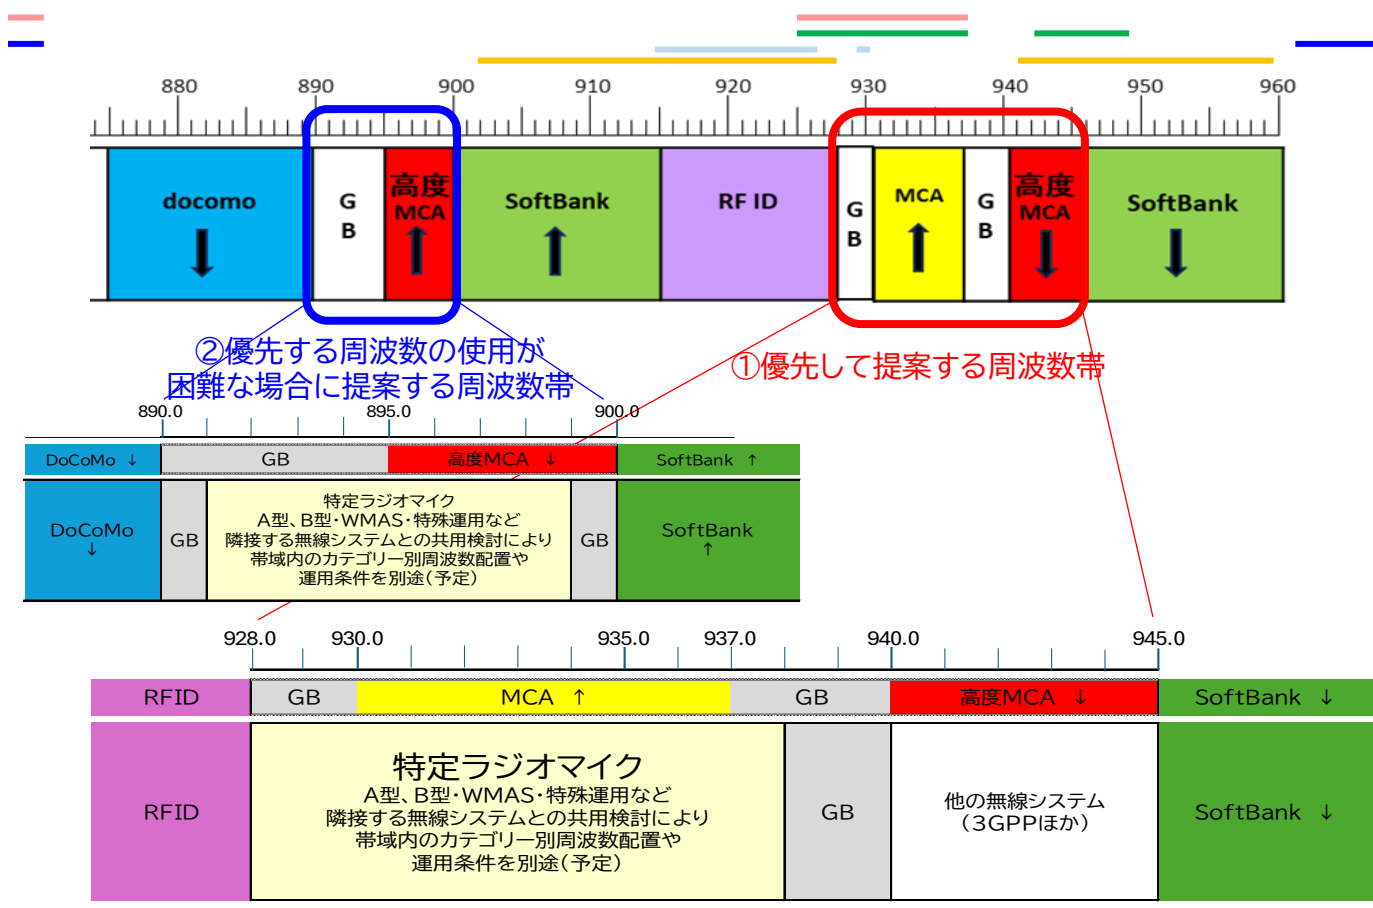 880 890 900 910 920 930 940 950 960
docomo
↓
G
B
高度
MCA
↑
SoftBank
↑
RF ID
G
B
MCA
↑
G
B
高度
MCA
↓
SoftBank
↓
②優先する周波数の使用が
困難な場合に提案する周波数帯
①優先して提案する周波数帯
890.0 895.0 900.0
DoCoMo ↓ GB 高度MCA ↓ SoftBank ↑
DoCoMo
↓
GB
特定ラジオマイク
A型、B型・WMAS・特殊運用など
隣接する無線システムとの共用検討により
帯域内のカテゴリー別周波数配置や
運用条件を別途(予定)
GB
SoftBank
↑
928.0 930.0 935.0 937.0 940.0 945.0
RFID GB MCA ↑ GB 高度MCA ↓ SoftBank ↓
RFID
特定ラジオマイク
A型、B型・WMAS・特殊運用など
隣接する無線システムとの共用検討により
帯域内のカテゴリー別周波数配置や
運用条件を別途(予定)
GB
他の無線システム
(3GPPほか)
SoftBank ↓